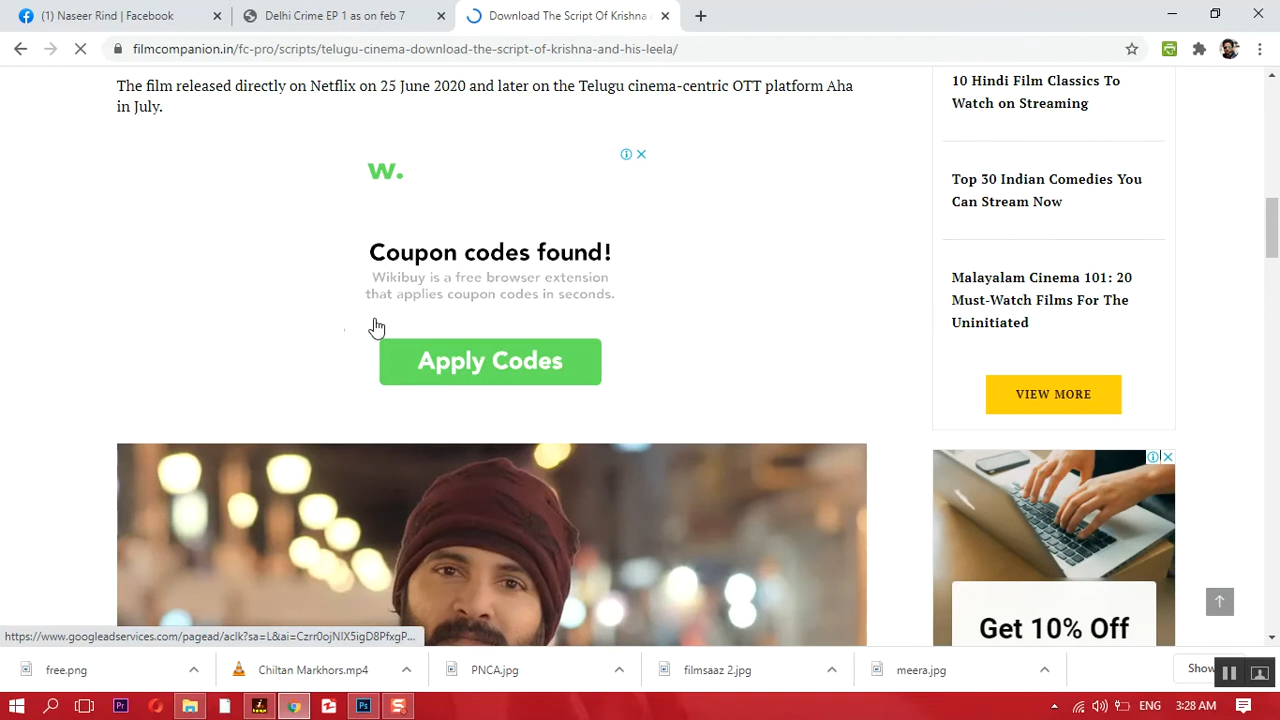 (1) Naseer Rind | Facebook
Delhi Crime EP 1 as on feb 7
Download The Script Of Krishna
filmcompanion.in/fc-pro/scripts/telugu-cinema-download-the-script-of-krishna-and-his-leela/
The film released directly on Netflix on 25 June 2020 and later on the Telugu cinema-centric OTT platform Aha
in July.
w.
Coupon codes found!
Wikibuy is a free browser extension
that applies coupon codes in seconds.
Apply Codes
10 Hindi Film Classics To
Watch on Streaming
Top 30 Indian Comedies You
Can Stream Now
Malayalam Cinema 101: 20
Must-Watch Films For The
Uninitiated
VIEW MORE
Get 10% Off
https://www.googleadservices.com/pagead/aclk?sa=L&ai=Czrr0ojNIX5igD8PfxgP...
free.png
Chiltan Markhors.mp4
PNCA.jpg
filmsaaz 2.jpg
meera.jpg
Show
Pr
Ps
S
ENG
3:28 AM